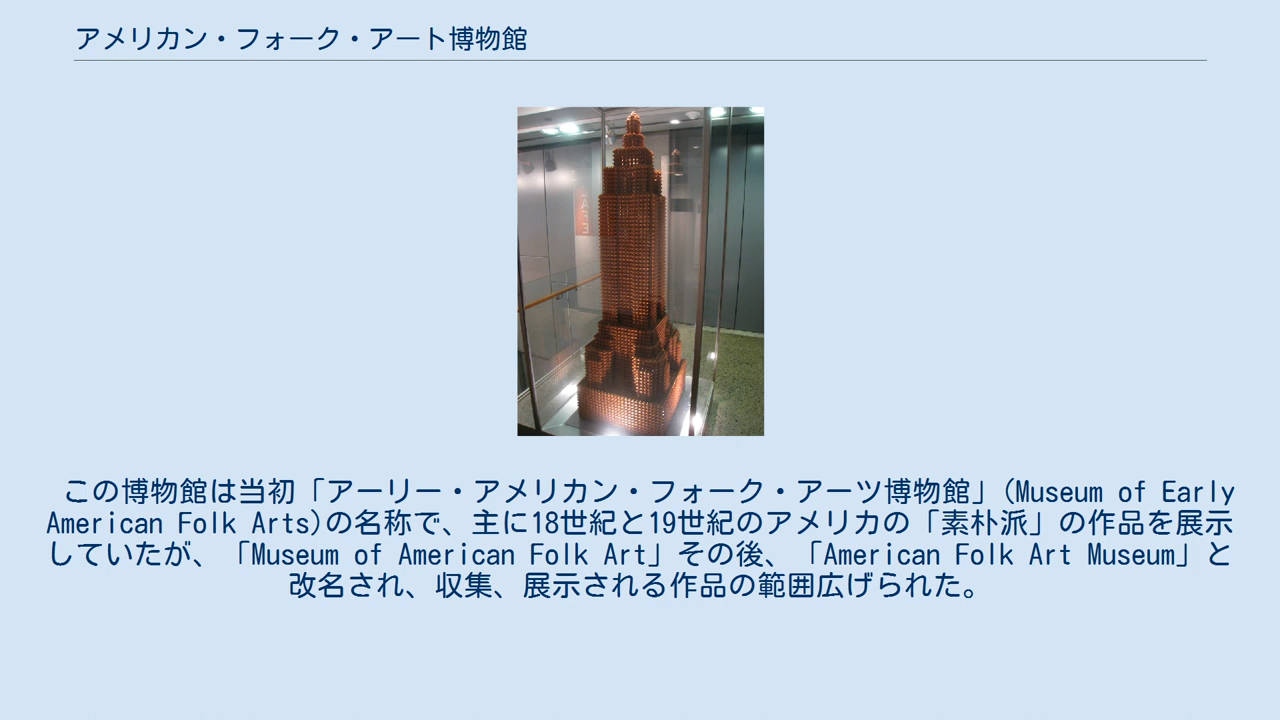 アメリカン・フォーク・アート博物館
この博物館は当初「アーリー・アメリカン・フォーク・アーツ博物館」(Museum of Early
American Folk Arts)の名称で、主に18世紀と19世紀のアメリカの「素朴派」の作品を展示
していたが、「Museum of American Folk Art」その後、「American Folk Art Museum」と
改名され、収集、展示される作品の範囲広げられた。